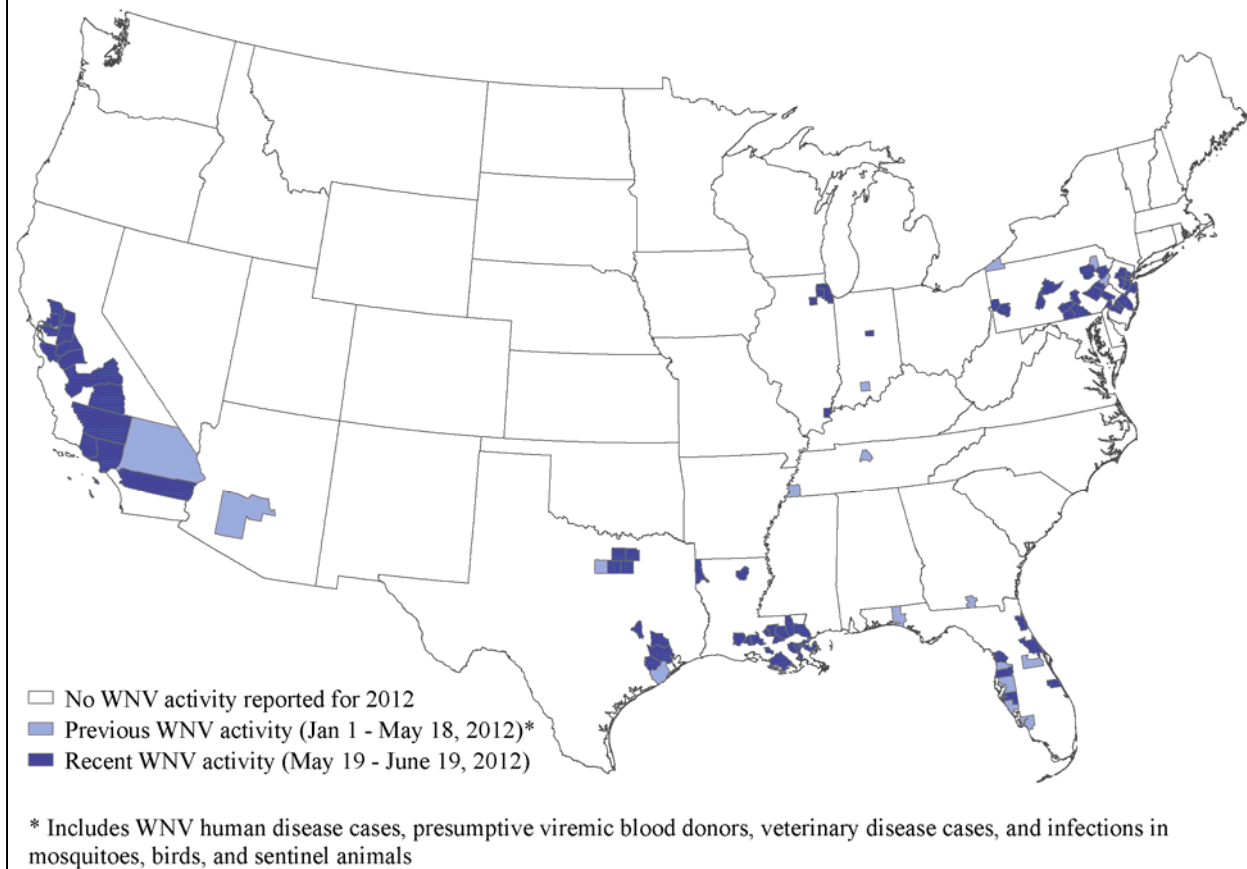 No WNV activity reported for 2012
Previous WNV activity (Jan 1 - May 18, 2012)*
Recent WNV activity (May 19 - June 19, 2012)
* Includes WNV human disease cases, presumptive viremic blood donors, veterinary disease cases, and infections in
mosquitoes, birds, and sentinel animals